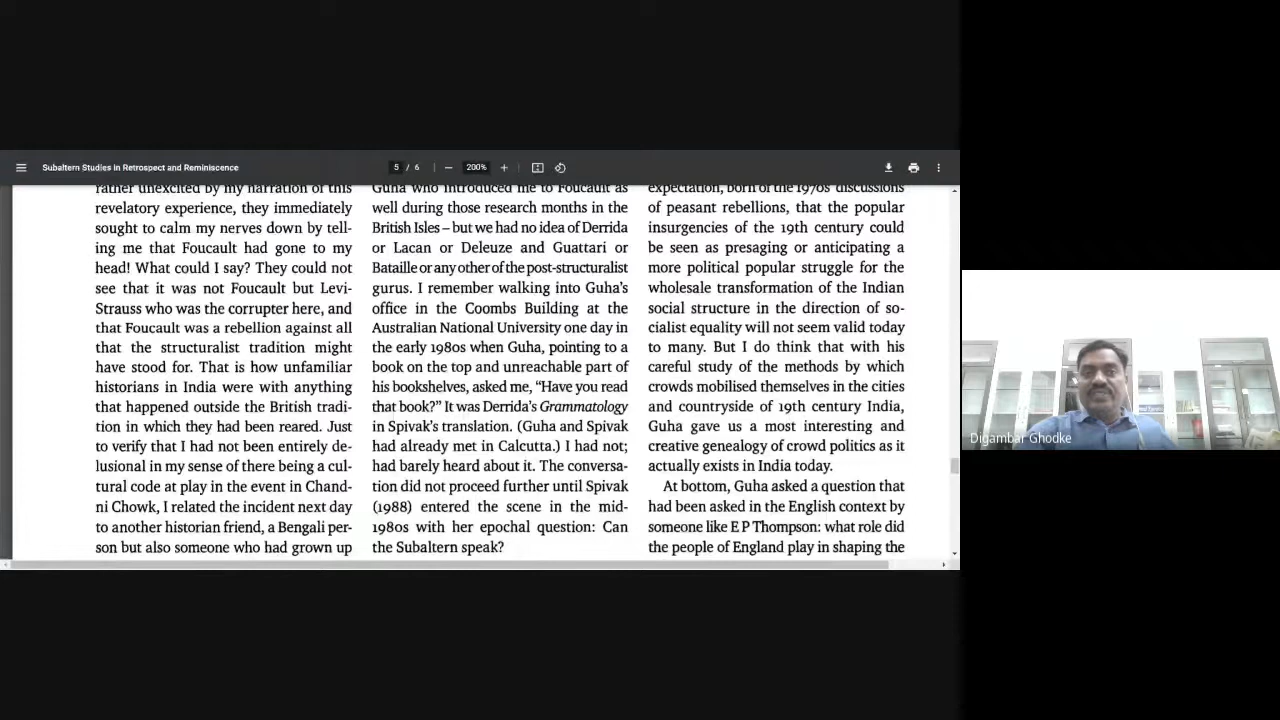 Subaltern Studies in Retrospect and Reminiscence
5 / 6
200%
rather unexcited by my narration of this
revelatory experience, they immediately
sought to calm my nerves down by tell-
ing me that Foucault had gone to my
head! What could I say? They could not
see that it was not Foucault but Levi-
Strauss who was the corrupter here, and
that Foucault was a rebellion against all
that the structuralist tradition might
have stood for. That is how unfamiliar
historians in India were with anything
that happened outside the British tradi-
tion in which they had been reared. Just
to verify that I had not been entirely de-
lusional in my sense of there being a cul-
tural code at play in the event in Chand-
ni Chowk, I related the incident next day
to another historian friend, a Bengali per-
son but also someone who had grown up
Guha who introduced me to Foucault as
well during those research months in the
British Isles – but we had no idea of Derrida
or Lacan or Deleuze and Guattari or
Bataille or any other of the post-structuralist
gurus. I remember walking into Guha's
office in the Coombs Building at the
Australian National University one day in
the early 1980s when Guha, pointing to a
book on the top and unreachable part of
his bookshelves, asked me, “Have you read
that book?” It was Derrida's Grammatology
in Spivak's translation. (Guha and Spivak
had already met in Calcutta.) I had not;
had barely heard about it. The conversa-
tion did not proceed further until Spivak
(1988) entered the scene in the mid-
1980s with her epochal question: Can
the Subaltern speak?
expectation, born of the 1970s discussions
of peasant rebellions, that the popular
insurgencies of the 19th century could
be seen as presaging or anticipating a
more political popular struggle for the
wholesale transformation of the Indian
social structure in the direction of so-
cialist equality will not seem valid today
to many. But I do think that with his
careful study of the methods by which
crowds mobilised themselves in the cities
and countryside of 19th century India,
Guha gave us a most interesting and
creative genealogy of crowd politics as it
actually exists in India today.
At bottom, Guha asked a question that
had been asked in the English context by
someone like E P Thompson: what role did
the people of England play in shaping the
Digambar Ghodke